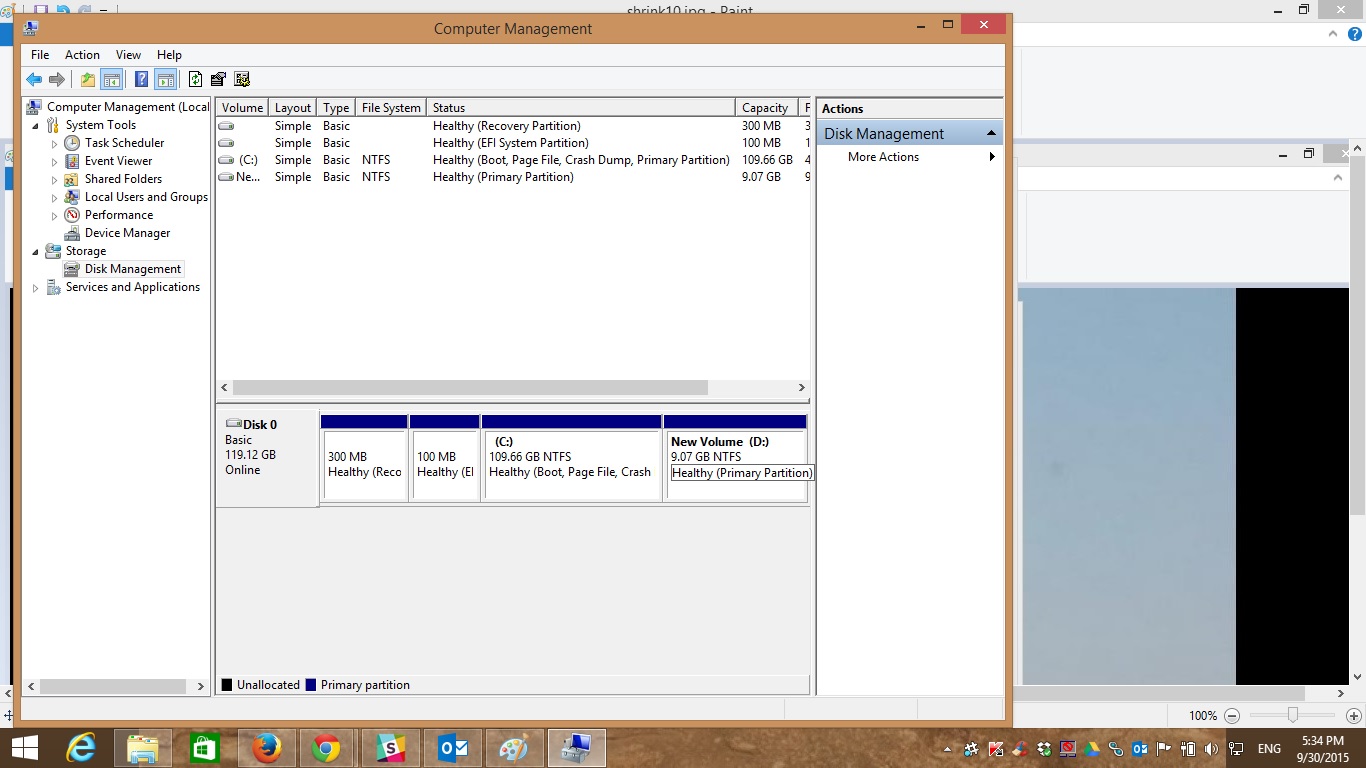 shrink10.jpg - Paint
Computer Management
File Action View Help
Computer Management (Local
System Tools
Task Scheduler
Event Viewer
Shared Folders
Local Users and Groups
Performance
Device Manager
Storage
Disk Management
Services and Applications
Volume Layout Type File System Status Capacity F
Simple Basic Healthy (Recovery Partition) 300 MB 3
Simple Basic Healthy (EFI System Partition) 100 MB 1
(C:) Simple Basic NTFS Healthy (Boot, Page File, Crash Dump, Primary Partition) 109.66 GB 4
Ne... Simple Basic NTFS Healthy (Primary Partition) 9.07 GB 9
Actions
Disk Management
More Actions
Disk 0
Basic
119.12 GB
Online
300 MB
Healthy (Reco
100 MB
Healthy (EI
(C:)
109.66 GB NTFS
Healthy (Boot, Page File, Crash
New Volume (D:)
9.07 GB NTFS
Healthy (Primary Partition)
Unallocated Primary partition
100%
ENG
5:34 PM
9/30/2015